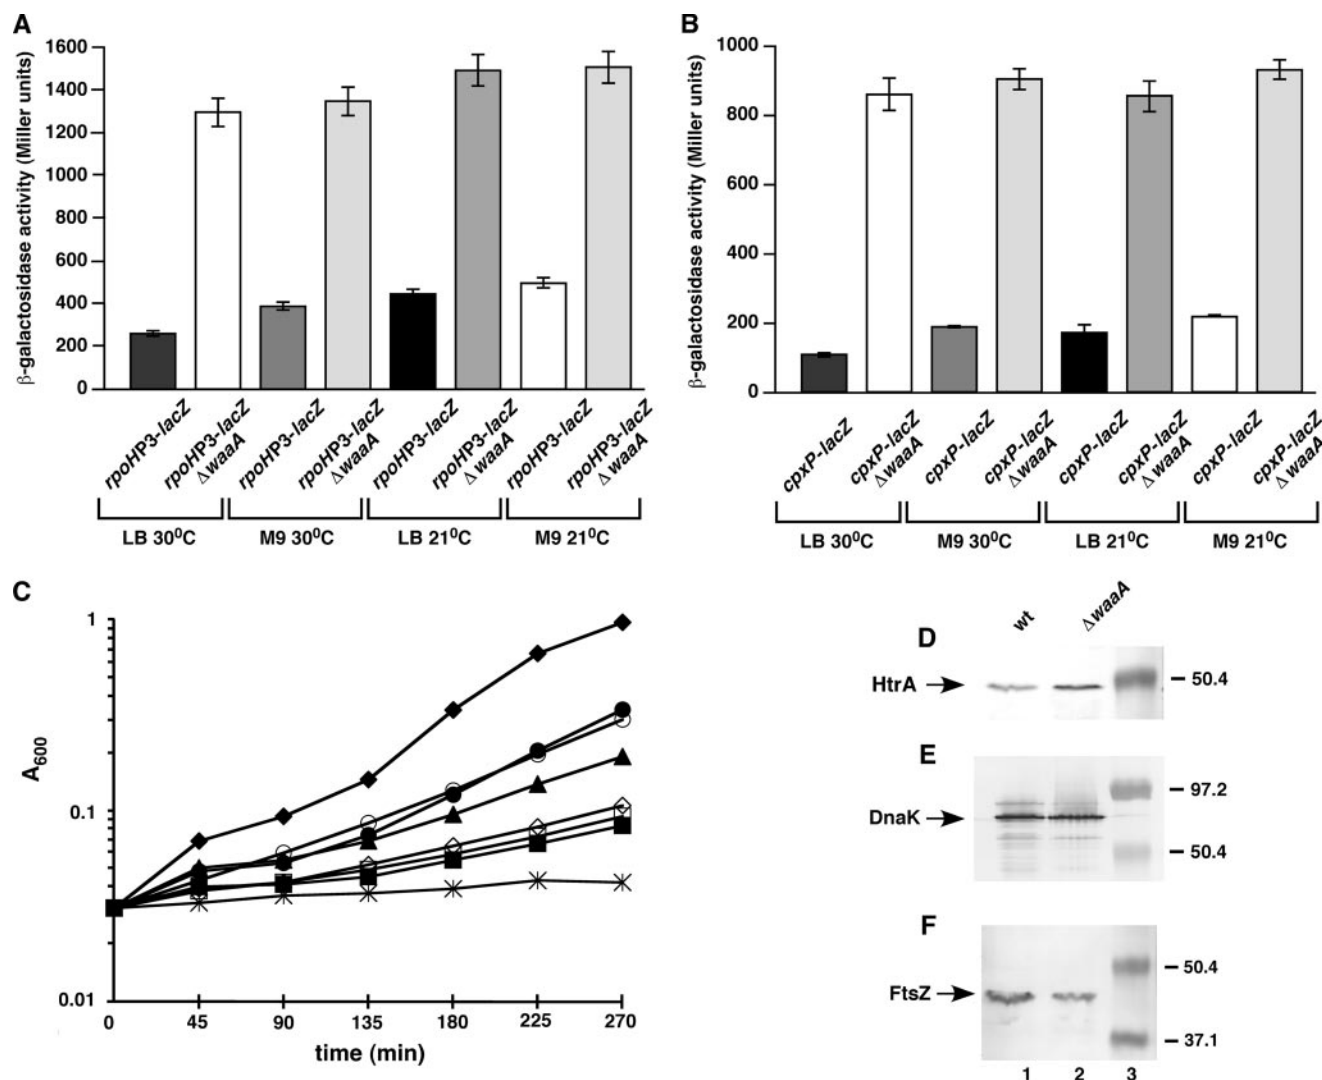 A
β-galactosidase activity (Miller units)
1600
1400
1200
1000
800
600
400
200
0
rpoHP3-lacZ
rpoHP3-lacZ
ΔwaaA
rpoHP3-lacZ
rpoHP3-lacZ
ΔwaaA
rpoHP3-lacZ
rpoHP3-lacZ
ΔwaaA
rpoHP3-lacZ
rpoHP3-lacZ
ΔwaaA
LB 30⁰C
M9 30⁰C
LB 21⁰C
M9 21⁰C
B
β-galactosidase activity (Miller units)
1000
800
600
400
200
0
cpxP-lacZ
cpxP-lacZ
ΔwaaA
cpxP-lacZ
cpxP-lacZ
ΔwaaA
cpxP-lacZ
cpxP-lacZ
ΔwaaA
cpxP-lacZ
cpxP-lacZ
ΔwaaA
LB 30⁰C
M9 30⁰C
LB 21⁰C
M9 21⁰C
C
A₆₀₀
1
0.1
0.01
0 45 90 135 180 225 270
time (min)
wt ΔwaaA
D
HtrA
50.4
E
DnaK
97.2
50.4
F
FtsZ
50.4
37.1
1 2 3